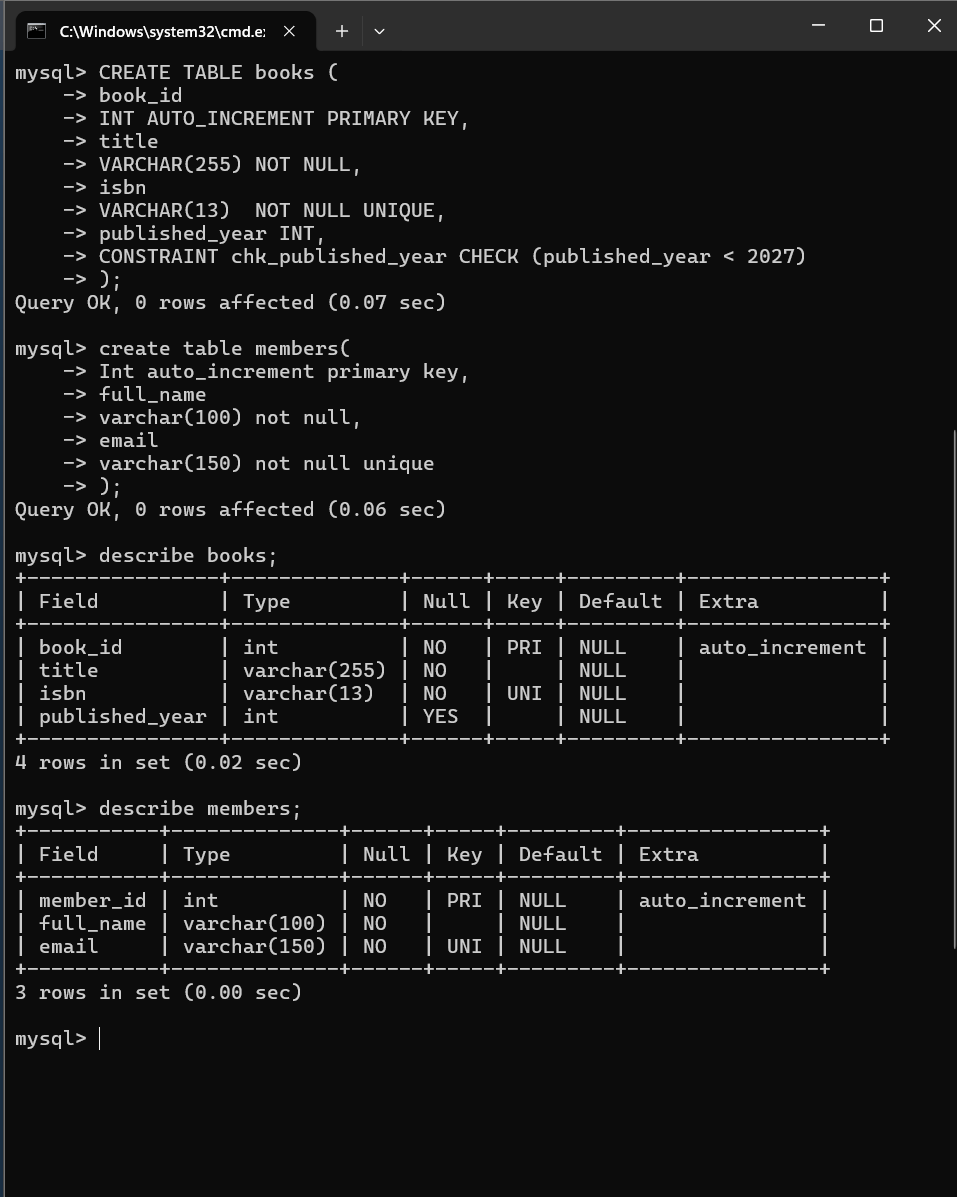 C:\Windows\system32\cmd.e
mysql> CREATE TABLE books (
    -> book_id
    -> INT AUTO_INCREMENT PRIMARY KEY,
    -> title
    -> VARCHAR(255) NOT NULL,
    -> isbn
    -> VARCHAR(13)  NOT NULL UNIQUE,
    -> published_year INT,
    -> CONSTRAINT chk_published_year CHECK (published_year < 2027)
    -> );
Query OK, 0 rows affected (0.07 sec)

mysql> create table members(
    -> Int auto_increment primary key,
    -> full_name
    -> varchar(100) not null,
    -> email
    -> varchar(150) not null unique
    -> );
Query OK, 0 rows affected (0.06 sec)

mysql> describe books;
+----------------+--------------+------+-----+---------+----------------+
| Field          | Type         | Null | Key | Default | Extra          |
+----------------+--------------+------+-----+---------+----------------+
| book_id        | int          | NO   | PRI | NULL    | auto_increment |
| title          | varchar(255) | NO   |     | NULL    |                |
| isbn           | varchar(13)  | NO   | UNI | NULL    |                |
| published_year | int          | YES  |     | NULL    |                |
+----------------+--------------+------+-----+---------+----------------+
4 rows in set (0.02 sec)

mysql> describe members;
+-----------+--------------+------+-----+---------+----------------+
| Field     | Type         | Null | Key | Default | Extra          |
+-----------+--------------+------+-----+---------+----------------+
| member_id | int          | NO   | PRI | NULL    | auto_increment |
| full_name | varchar(100) | NO   |     | NULL    |                |
| email     | varchar(150) | NO   | UNI | NULL    |                |
+-----------+--------------+------+-----+---------+----------------+
3 rows in set (0.00 sec)

mysql>